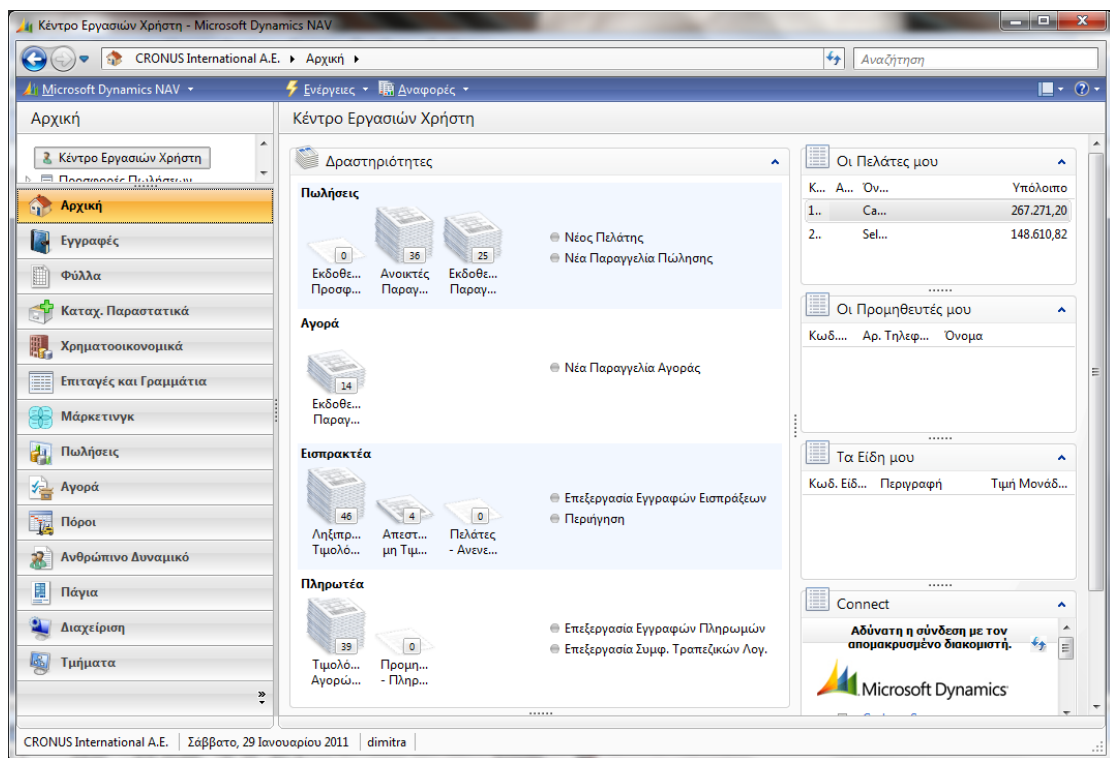 Κέντρο Εργασιών Χρήστη - Microsoft Dynamics NAV
CRONUS International A.E. Αρχική
Αναζήτηση
Microsoft Dynamics NAV
Ενέργειες Αναφορές
Αρχική
Κέντρο Εργασιών Χρήστη
Προσφορές Πωλήσεων
Αρχική
Εγγραφές
Φύλλα
Καταχ. Παραστατικά
Χρηματοοικονομικά
Επιταγές και Γραμμάτια
Μάρκετινγκ
Πωλήσεις
Αγορά
Πόροι
Ανθρώπινο Δυναμικό
Πάγια
Διαχείριση
Τμήματα
Κέντρο Εργασιών Χρήστη
Δραστηριότητες
Πωλήσεις
0 36 25
Εκδοθε... Ανοικτές Εκδοθε...
Προσφ... Παραγ... Παραγ...
Νέος Πελάτης
Νέα Παραγγελία Πώλησης
Αγορά
14
Εκδοθε...
Παραγ...
Νέα Παραγγελία Αγοράς
Εισπρακτέα
46 4 0
Ληξιπρ... Απεστ... Πελάτες
Τιμολό... μη Τιμ... - Ανενε...
Επεξεργασία Εγγραφών Εισπράξεων
Περιήγηση
Πληρωτέα
39 0
Τιμολό... Προμη...
Αγορώ... - Πληρ...
Επεξεργασία Εγγραφών Πληρωμών
Επεξεργασία Συμφ. Τραπεζικών Λογ.
Οι Πελάτες μου
Κ... Α... Όν... Υπόλοιπο
1.. Ca... 267.271,20
2.. Sel... 148.610,82
Οι Προμηθευτές μου
Κωδ.... Αρ. Τηλεφ... Όνομα
Τα Είδη μου
Κωδ. Είδ... Περιγραφή Τιμή Μονάδ...
Connect
Αδύνατη η σύνδεση με τον
απομακρυσμένο διακομιστή.
Microsoft Dynamics
CRONUS International A.E. Σάββατο, 29 Ιανουαρίου 2011 dimitra